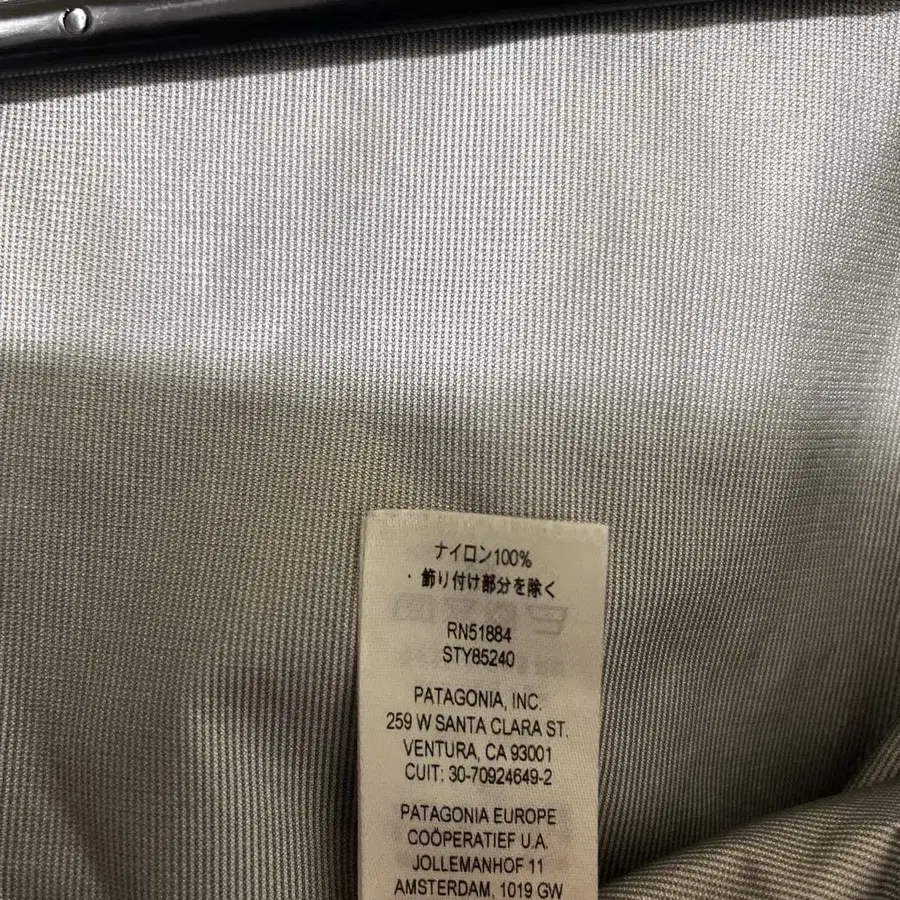 ナイロン100%
・飾り付け部分を除く
RN51884
STY85240
PATAGONIA, INC.
259 W SANTA CLARA ST.
VENTURA, CA 93001
CUIT: 30-70924649-2
PATAGONIA EUROPE
COÖPERATIEF U.A.
JOLLEMANHOF 11
AMSTERDAM, 1019 GW